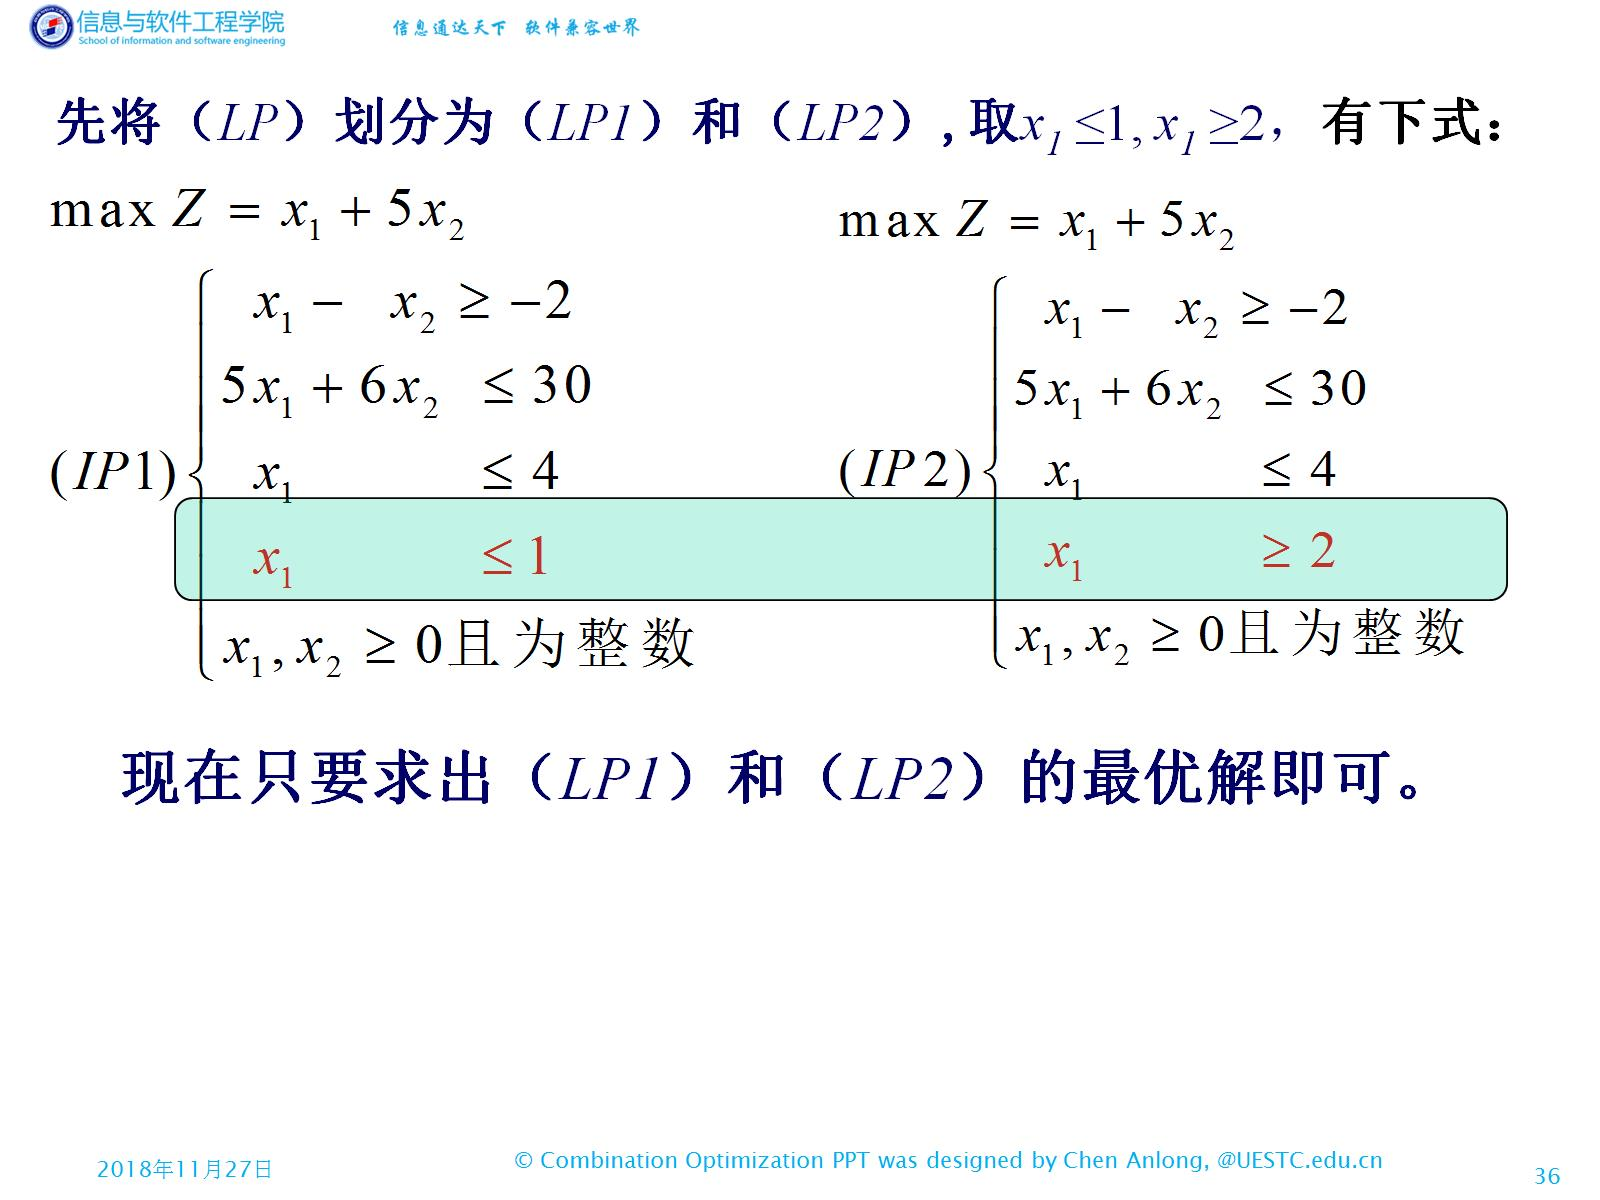 信息与软件工程学院
School of information and software engineering
信息通达天下 软件兼容世界
先将（LP）划分为（LP1）和（LP2）,取x₁ ≤1, x₁ ≥2，有下式：
max Z = x₁ + 5x₂
x₁ − x₂ ≥ −2
5x₁ + 6x₂ ≤ 30
(IP1)
x₁ ≤ 4
x₁ ≤ 1
x₁, x₂ ≥ 0且为整数
max Z = x₁ + 5x₂
x₁ − x₂ ≥ −2
5x₁ + 6x₂ ≤ 30
(IP2)
x₁ ≤ 4
x₁ ≥ 2
x₁, x₂ ≥ 0且为整数
现在只要求出（LP1）和（LP2）的最优解即可。
2018年11月27日
© Combination Optimization PPT was designed by Chen Anlong, @UESTC.edu.cn
36